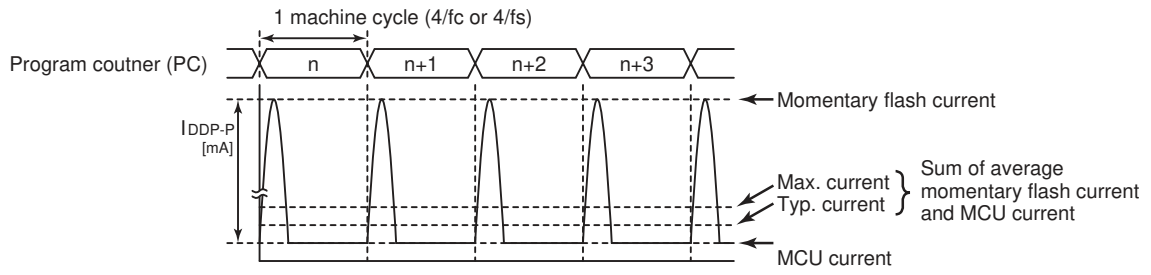 1 machine cycle (4/fc or 4/fs)
Program coutner (PC)
n
n+1
n+2
n+3
Momentary flash current
I DDP-P
[mA]
Max. current
Typ. current
Sum of average
momentary flash current
and MCU current
MCU current